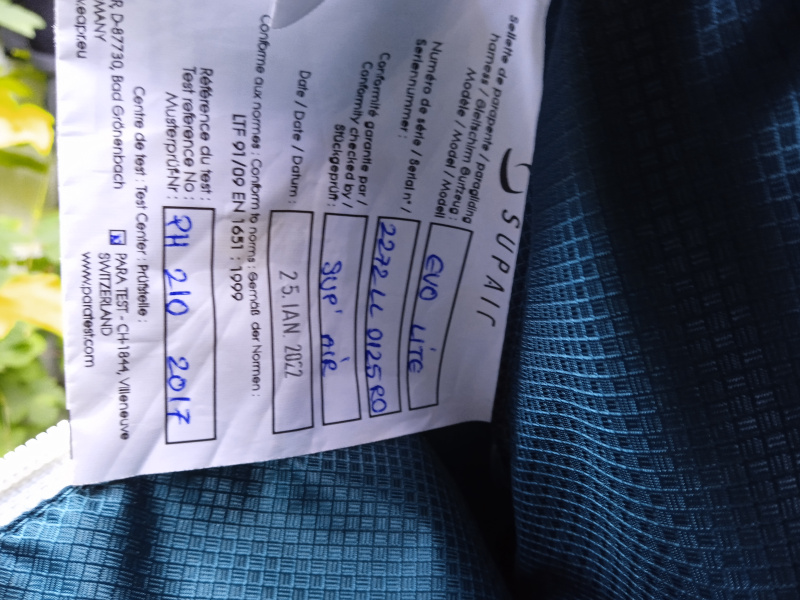 SUPAIR
Sellette de parapente / paragliding
harness / Gleitschirm Gurtzeug :
Modèle / Model / Modell
EVO LITE
Numéro de série / Serial n° /
Seriennummer :
2272LL0125RO
Conformité garantie par /
Conformity checked by /
Stückgeprüft :
SUP' AIR
Date / Date / Datum :
25. JAN. 2022
Conforme aux normes : Conform to norms : Gemäß der Normen :
LTF 91/09 EN 1651 : 1999
Référence du test :
Test reference No :
Musterprüf-Nr :
PH 210 2017
Centre de test : Test Center : Prüfstelle :
R, D-87730, Bad Grönenbach
MANY
.eapr.eu
PARA TEST - CH-1844, Villeneuve
SWITZERLAND
www.paratest.com